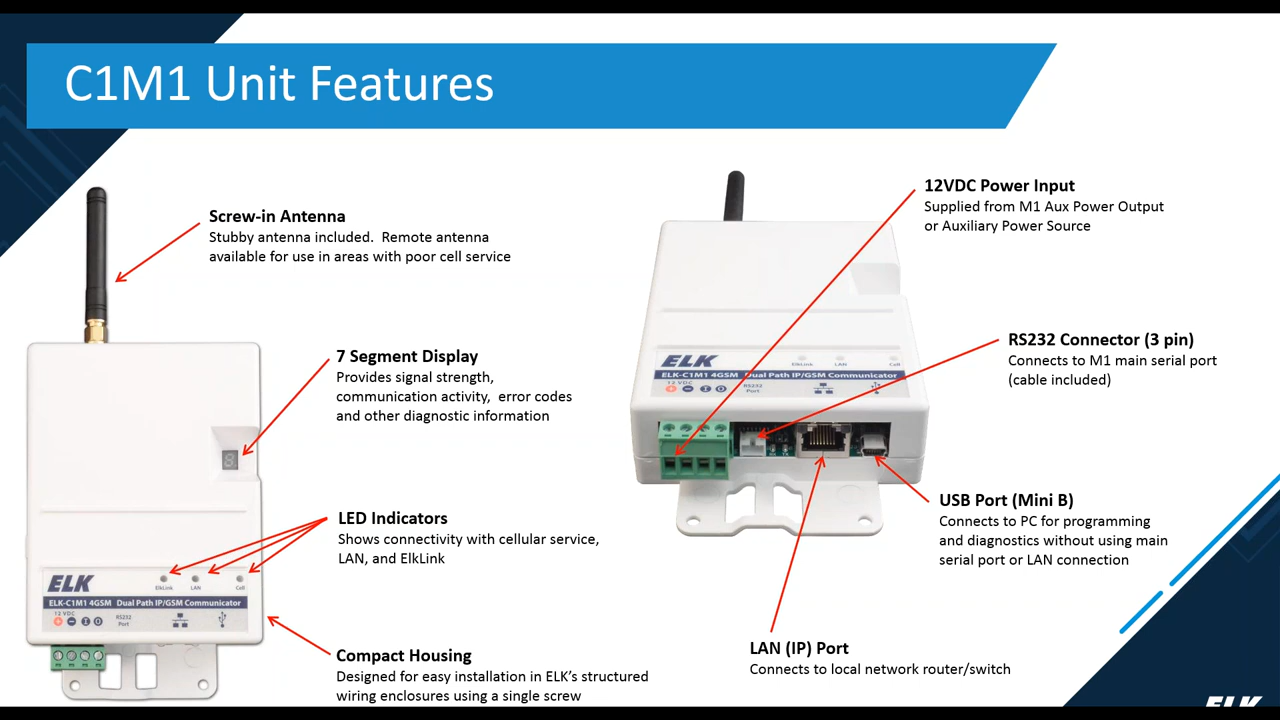 C1M1 Unit Features
Screw-in Antenna
Stubby antenna included. Remote antenna
available for use in areas with poor cell service
7 Segment Display
Provides signal strength,
communication activity, error codes
and other diagnostic information
LED Indicators
Shows connectivity with cellular service,
LAN, and ElkLink
Compact Housing
Designed for easy installation in ELK's structured
wiring enclosures using a single screw
ELK
ElkLink LAN Cell
ELK-C1M1 4GSM Dual Path IP/GSM Communicator
12 VDC
RS232
Port
12VDC Power Input
Supplied from M1 Aux Power Output
or Auxiliary Power Source
RS232 Connector (3 pin)
Connects to M1 main serial port
(cable included)
USB Port (Mini B)
Connects to PC for programming
and diagnostics without using main
serial port or LAN connection
LAN (IP) Port
Connects to local network router/switch
ELK
ElkLink LAN Cell
ELK-C1M1 4GSM Dual Path IP/GSM Communicator
12 VDC
RS232
Port
ELK